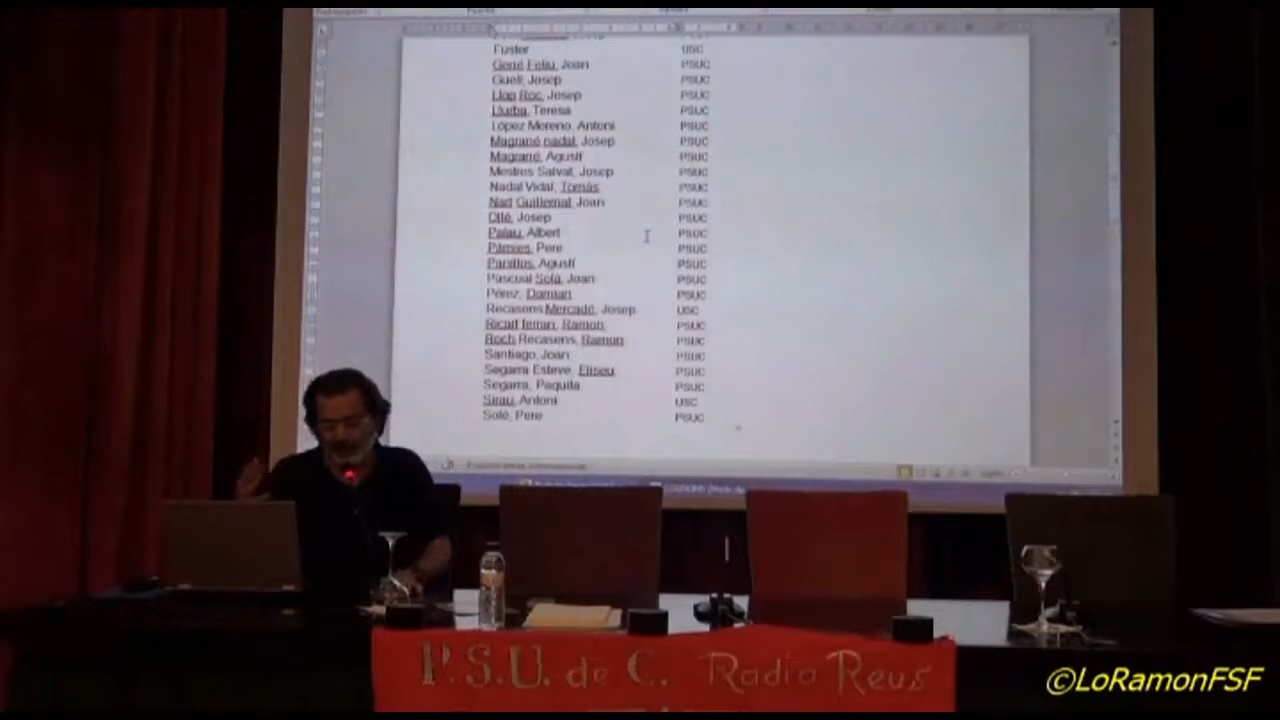 Fuster USC
Gené Feliu, Joan PSUC
Guell, Josep PSUC
Llop Roc, Josep PSUC
Llurba, Teresa PSUC
López Moreno, Antoni PSUC
Magrané nadal, Josep PSUC
Magrané, Agustí PSUC
Mestres Salvat, Josep PSUC
Nadal Vidal, Tomás PSUC
Nart Guillemat, Joan PSUC
Ollé, Josep PSUC
Palau, Albert PSUC
Pàmies, Pere PSUC
Agustí PSUC
Pascual Solà, Joan PSUC
Pérez, Damian PSUC
Recasens Mercadé, Josep USC
Ricart ferran, Ramon PSUC
Roch Recasens, Ramon PSUC
Santiago, Joan PSUC
Segarra Esteve, Eliseu PSUC
Segarra, Paquita PSUC
Sirau, Antoni USC
Solé, Pere PSUC
P.S.U. de C. Radio Reus
©LoRamonFSF